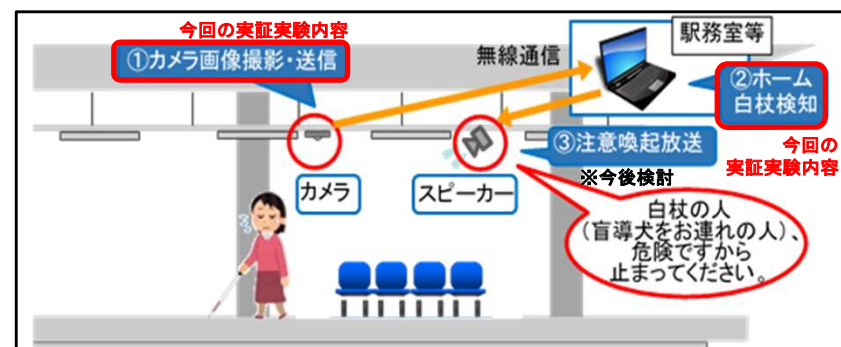 今回の実証実験内容
①カメラ画像撮影・送信
無線通信
駅務室等
②ホーム
白杖検知
今回の
実証実験内容
③注意喚起放送
※今後検討
カメラ
スピーカー
白杖の人
(盲導犬をお連れの人)、
危険ですから
止まってください。